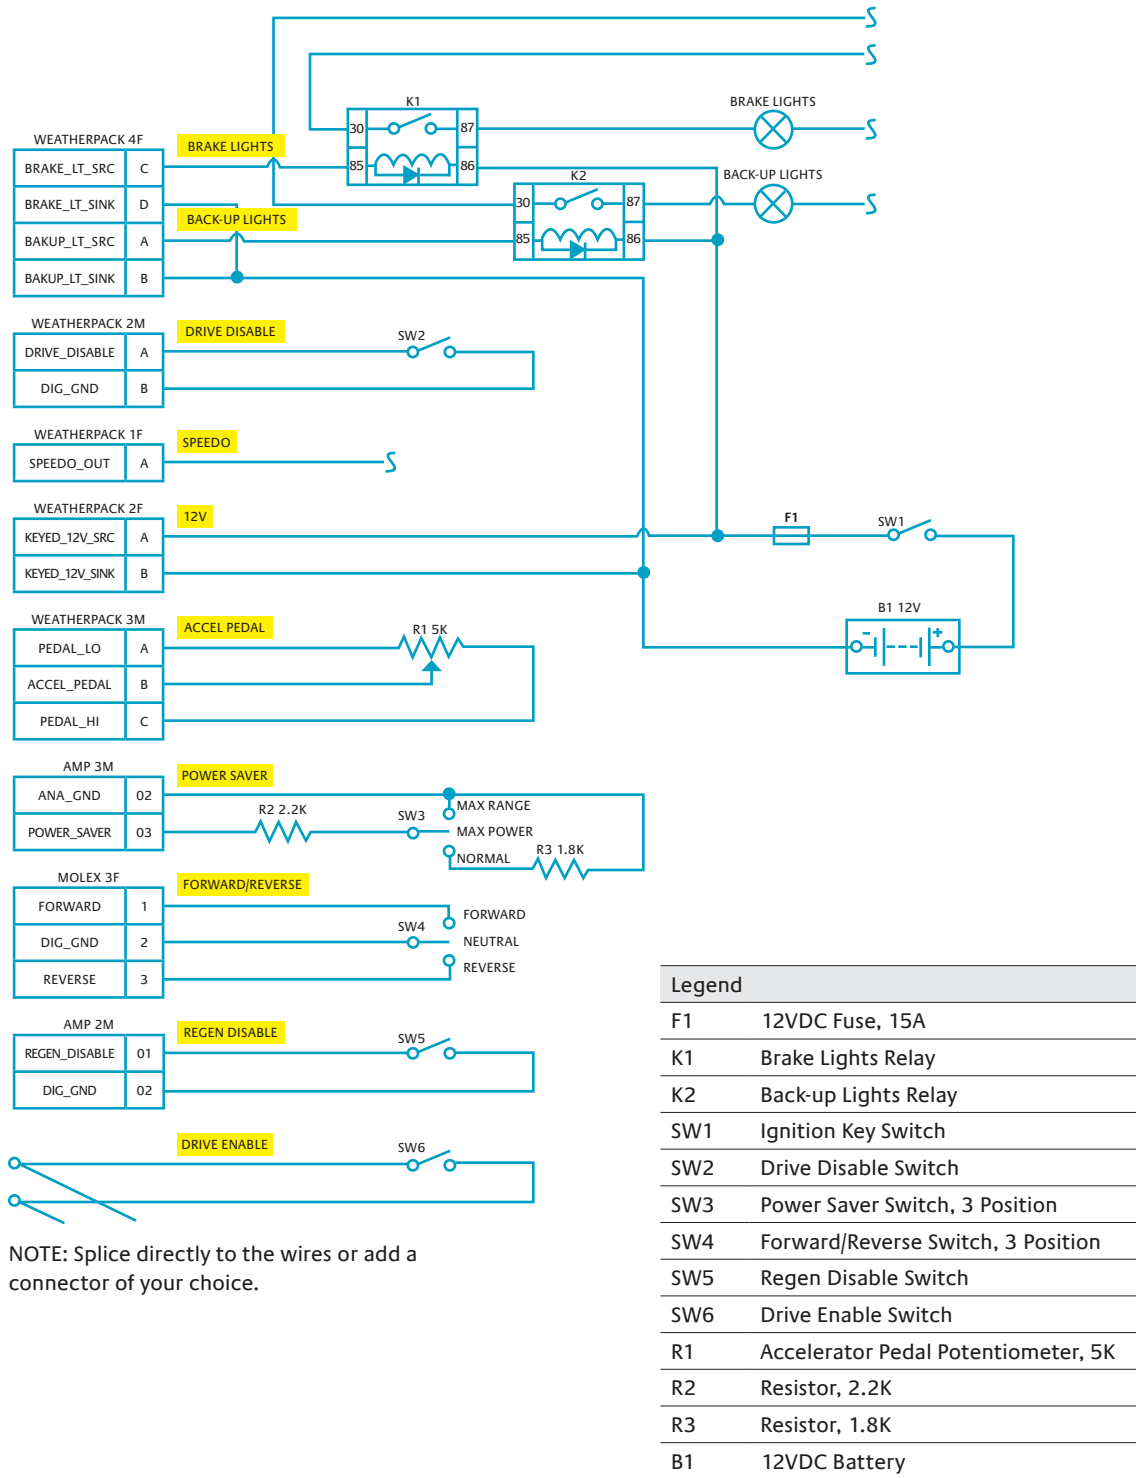 K1
30
87
85
86
BRAKE LIGHTS
K2
30
87
85
86
BACK-UP LIGHTS
WEATHERPACK 4F
BRAKE LIGHTS
BRAKE_LT_SRC C
BRAKE_LT_SINK D
BACK-UP LIGHTS
BAKUP_LT_SRC A
BAKUP_LT_SINK B
WEATHERPACK 2M
DRIVE DISABLE
SW2
DRIVE_DISABLE A
DIG_GND B
WEATHERPACK 1F
SPEEDO
SPEEDO_OUT A
WEATHERPACK 2F
12V
F1
SW1
KEYED_12V_SRC A
KEYED_12V_SINK B
B1 12V
- +
WEATHERPACK 3M
ACCEL PEDAL
R1 5K
PEDAL_LO A
ACCEL_PEDAL B
PEDAL_HI C
AMP 3M
POWER SAVER
ANA_GND 02
POWER_SAVER 03
R2 2.2K
SW3
MAX RANGE
MAX POWER
NORMAL
R3 1.8K
MOLEX 3F
FORWARD/REVERSE
FORWARD 1
DIG_GND 2
REVERSE 3
SW4
FORWARD
NEUTRAL
REVERSE
AMP 2M
REGEN DISABLE
SW5
REGEN_DISABLE 01
DIG_GND 02
DRIVE ENABLE
SW6
NOTE: Splice directly to the wires or add a
connector of your choice.
Legend
F1 12VDC Fuse, 15A
K1 Brake Lights Relay
K2 Back-up Lights Relay
SW1 Ignition Key Switch
SW2 Drive Disable Switch
SW3 Power Saver Switch, 3 Position
SW4 Forward/Reverse Switch, 3 Position
SW5 Regen Disable Switch
SW6 Drive Enable Switch
R1 Accelerator Pedal Potentiometer, 5K
R2 Resistor, 2.2K
R3 Resistor, 1.8K
B1 12VDC Battery